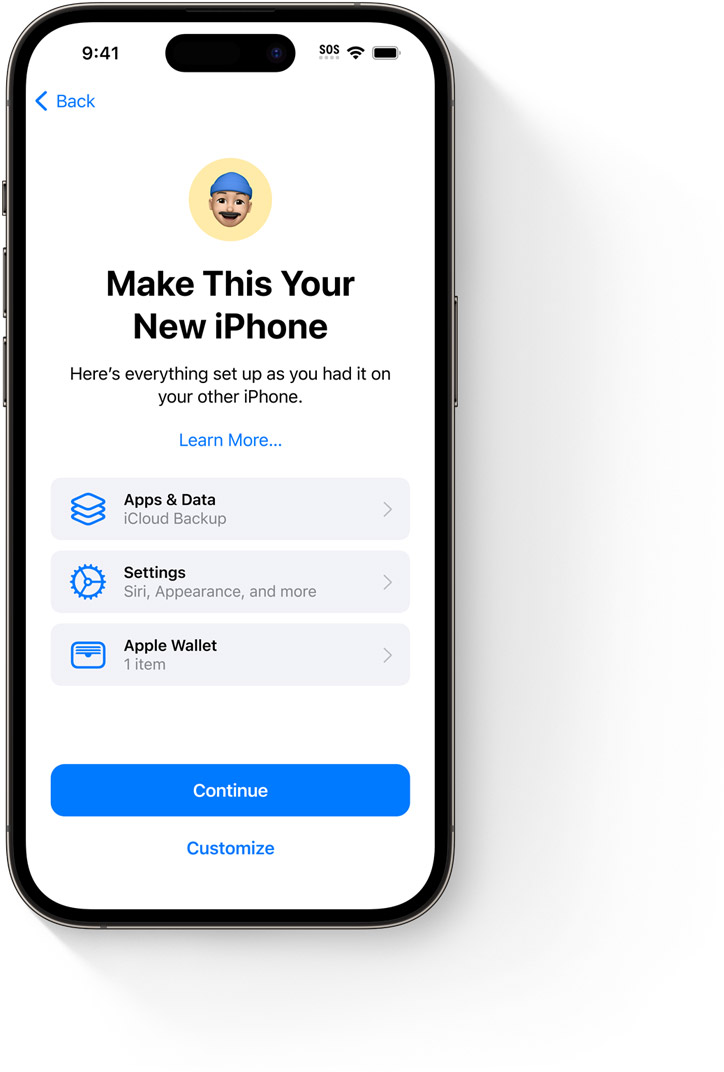 9:41
SOS
Back
Make This Your
New iPhone
Here’s everything set up as you had it on
your other iPhone.
Learn More...
Apps & Data
iCloud Backup
Settings
Siri, Appearance, and more
Apple Wallet
1 item
Continue
Customize